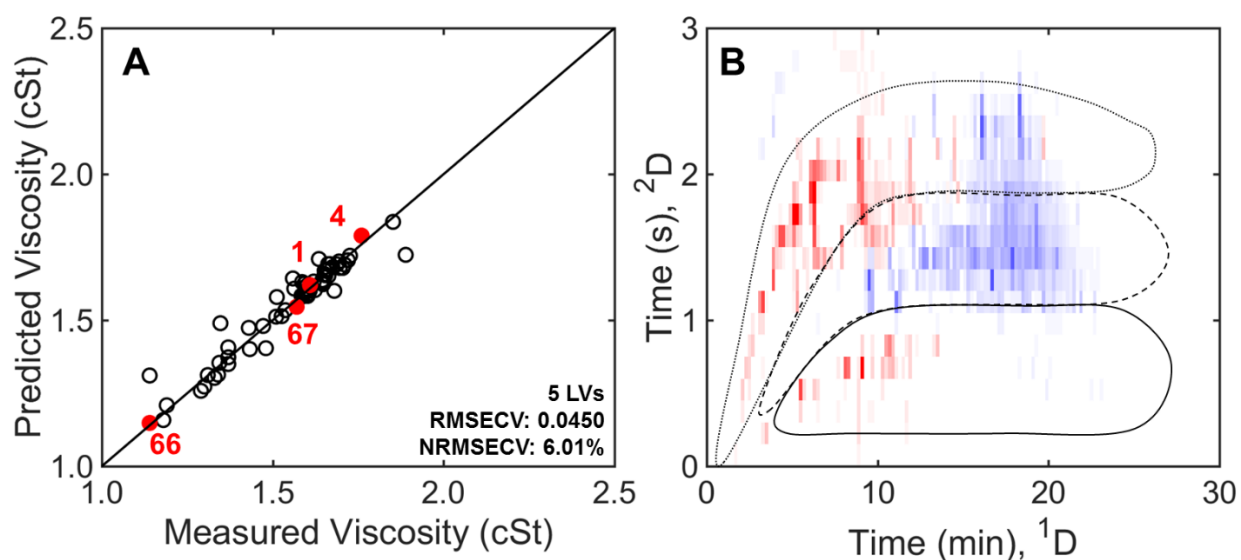 A
2.5
2.0
1.5
1.0
Predicted Viscosity (cSt)
4
1
67
66
5 LVs
RMSECV: 0.0450
NRMSECV: 6.01%
1.0 1.5 2.0 2.5
Measured Viscosity (cSt)
B
3
2
1
0
Time (s), ²D
0 10 20 30
Time (min), ¹D